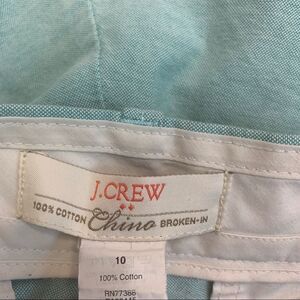 J.CREW
100% COTTON Chino BROKEN-IN
10
100% Cotton
RN77388